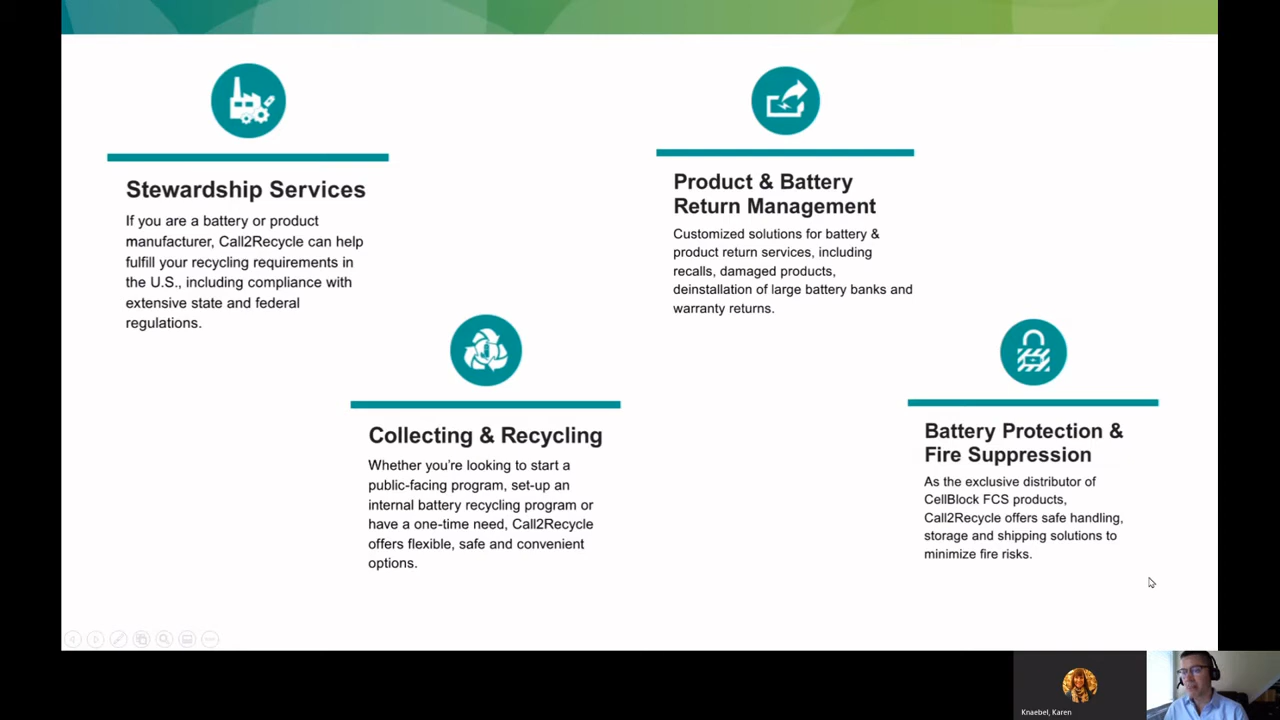 Stewardship Services
If you are a battery or product
manufacturer, Call2Recycle can help
fulfill your recycling requirements in
the U.S., including compliance with
extensive state and federal
regulations.
Collecting & Recycling
Whether you're looking to start a
public-facing program, set-up an
internal battery recycling program or
have a one-time need, Call2Recycle
offers flexible, safe and convenient
options.
Product & Battery
Return Management
Customized solutions for battery &
product return services, including
recalls, damaged products,
deinstallation of large battery banks and
warranty returns.
Battery Protection &
Fire Suppression
As the exclusive distributor of
CellBlock FCS products,
Call2Recycle offers safe handling,
storage and shipping solutions to
minimize fire risks.
Knaebel, Karen